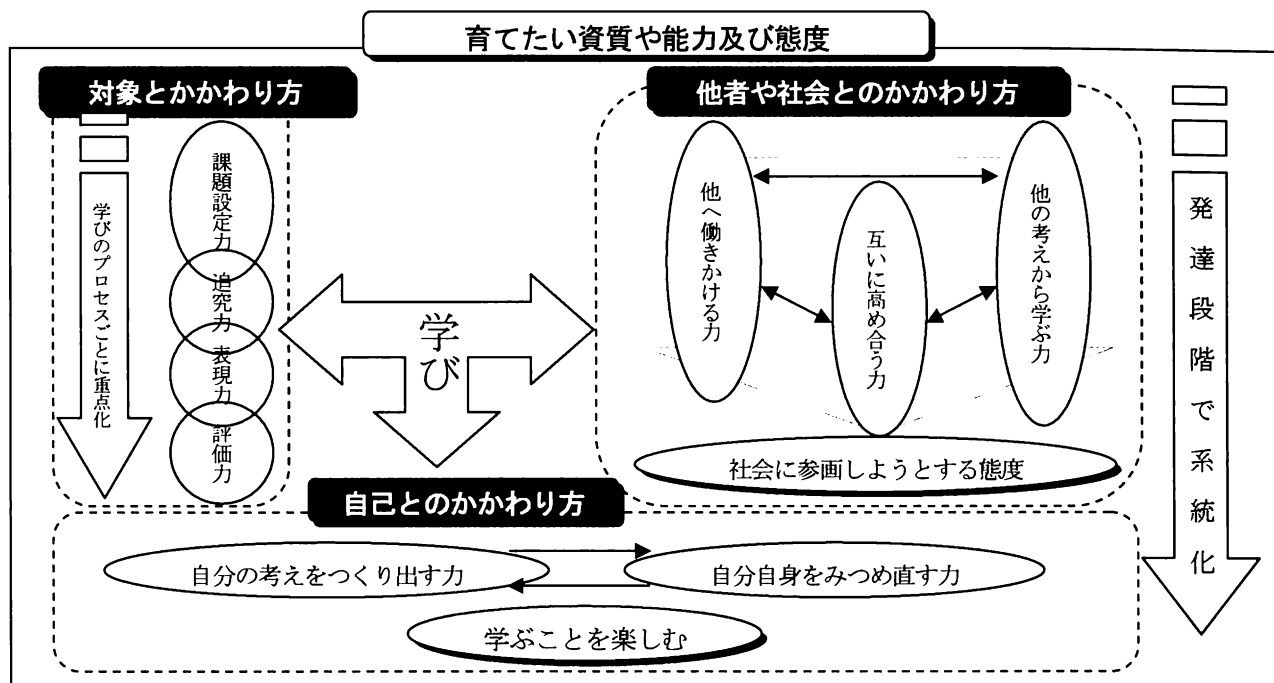 育てたい資質や能力及び態度
対象とかかわり方
他者や社会とのかかわり方
学びのプロセスごとに重点化
課題設定力
追究力
表現力
評価力
学び
他へ働きかける力
互いに高め合う力
他の考えから学ぶ力
社会に参画しようとする態度
発達段階で系統化
自己とのかかわり方
自分の考えをつくり出す力
自分自身をみつめ直す力
学ぶことを楽しむ